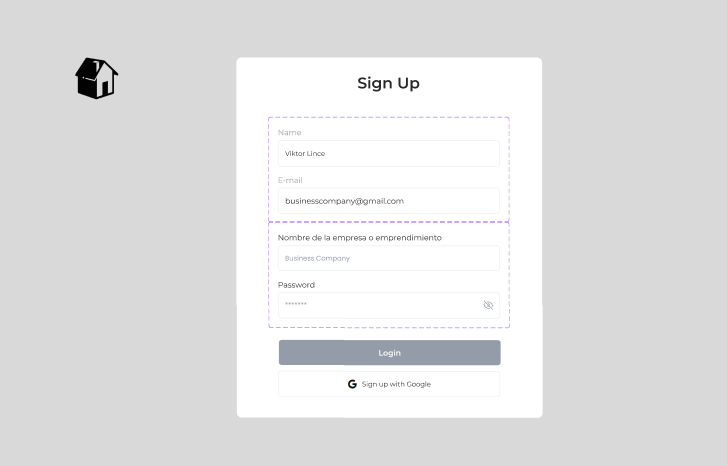 Sign Up
Name
Viktor Lince
E-mail
businesscompany@gmail.com
Nombre de la empresa o emprendimiento
Business Company
Password
*******
Login
G Sign up with Google